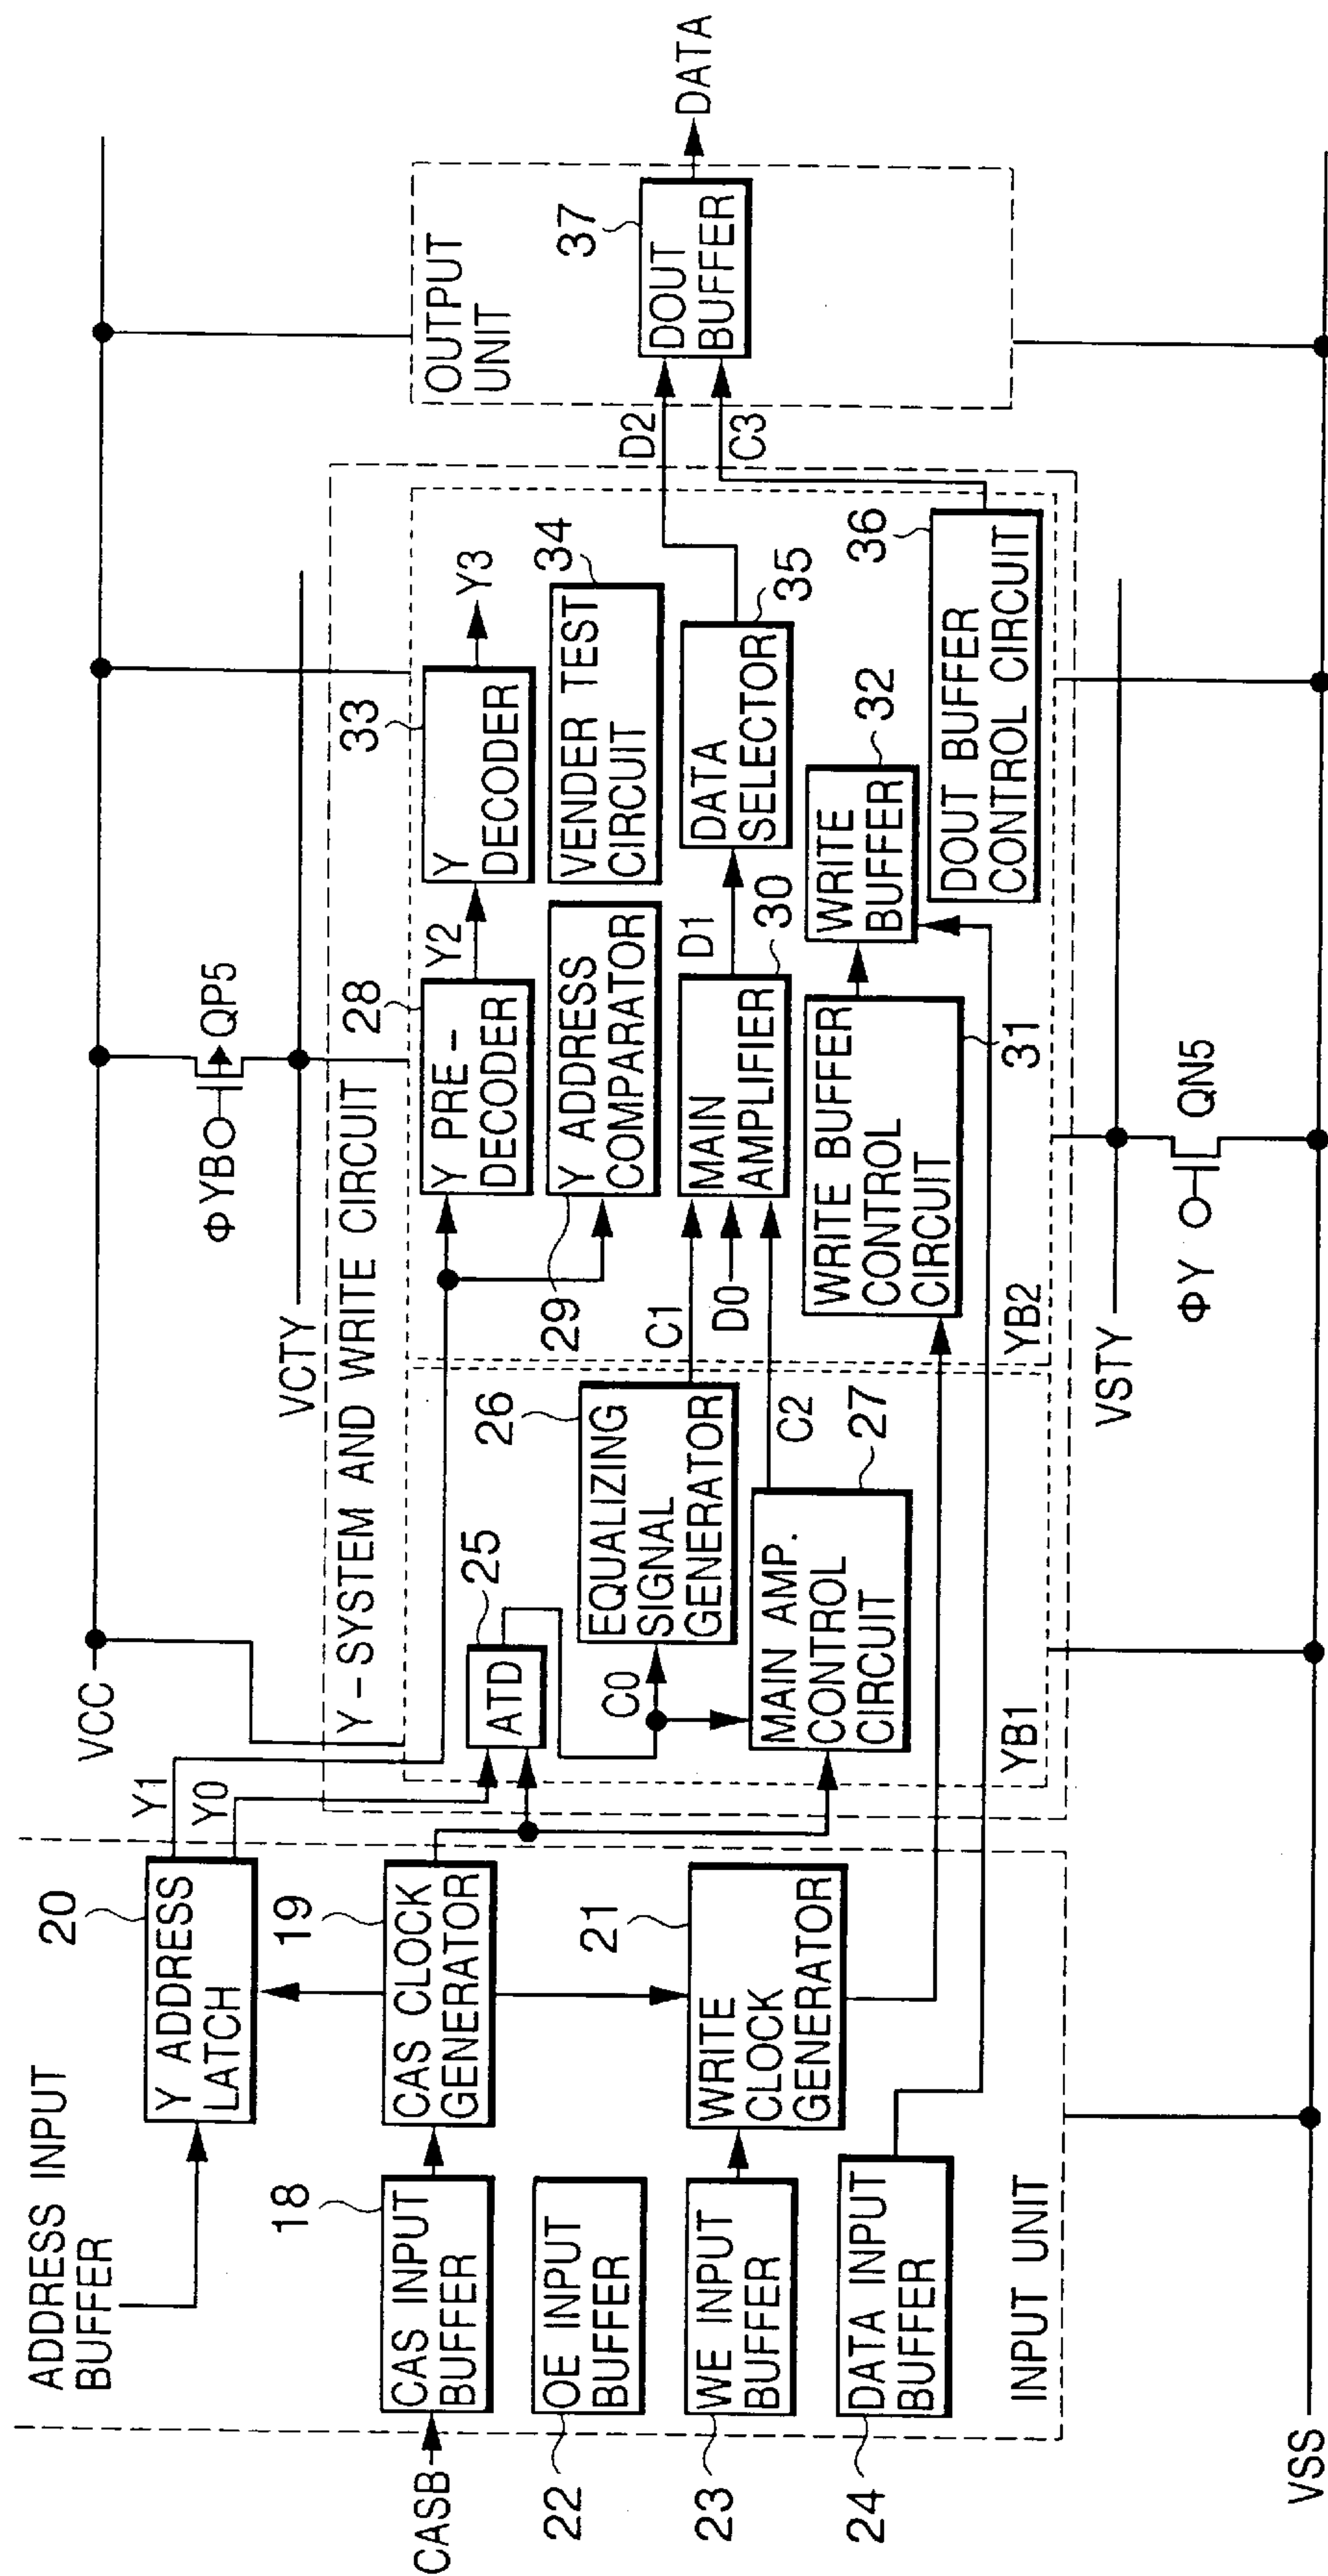 ADDRESS INPUT
BUFFER
20
Y ADDRESS
LATCH
Y1
Y0
CASB
18
CAS INPUT
BUFFER
19
CAS CLOCK
GENERATOR
22
OE INPUT
BUFFER
21
WRITE
CLOCK
GENERATOR
23
WE INPUT
BUFFER
24
DATA INPUT
BUFFER
INPUT UNIT
VSS
VCC
Y-SYSTEM AND WRITE CIRCUIT
25
ATD
C0
26
EQUALIZING
SIGNAL
GENERATOR
MAIN AMP.
CONTROL
CIRCUIT
27
YB1
C1
D0
C2
VCTY
ΦYB
QP5
28
Y PRE-
DECODER
Y2
33
Y
DECODER
Y3
29
Y ADDRESS
COMPARATOR
34
VENDER TEST
CIRCUIT
MAIN
AMPLIFIER
30
D1
DATA
SELECTOR
35
WRITE BUFFER
CONTROL
CIRCUIT
31
WRITE
BUFFER
32
36
DOUT BUFFER
CONTROL CIRCUIT
YB2
VSTY
ΦY
QN5
D2
C3
OUTPUT
UNIT
37
DOUT
BUFFER
DATA